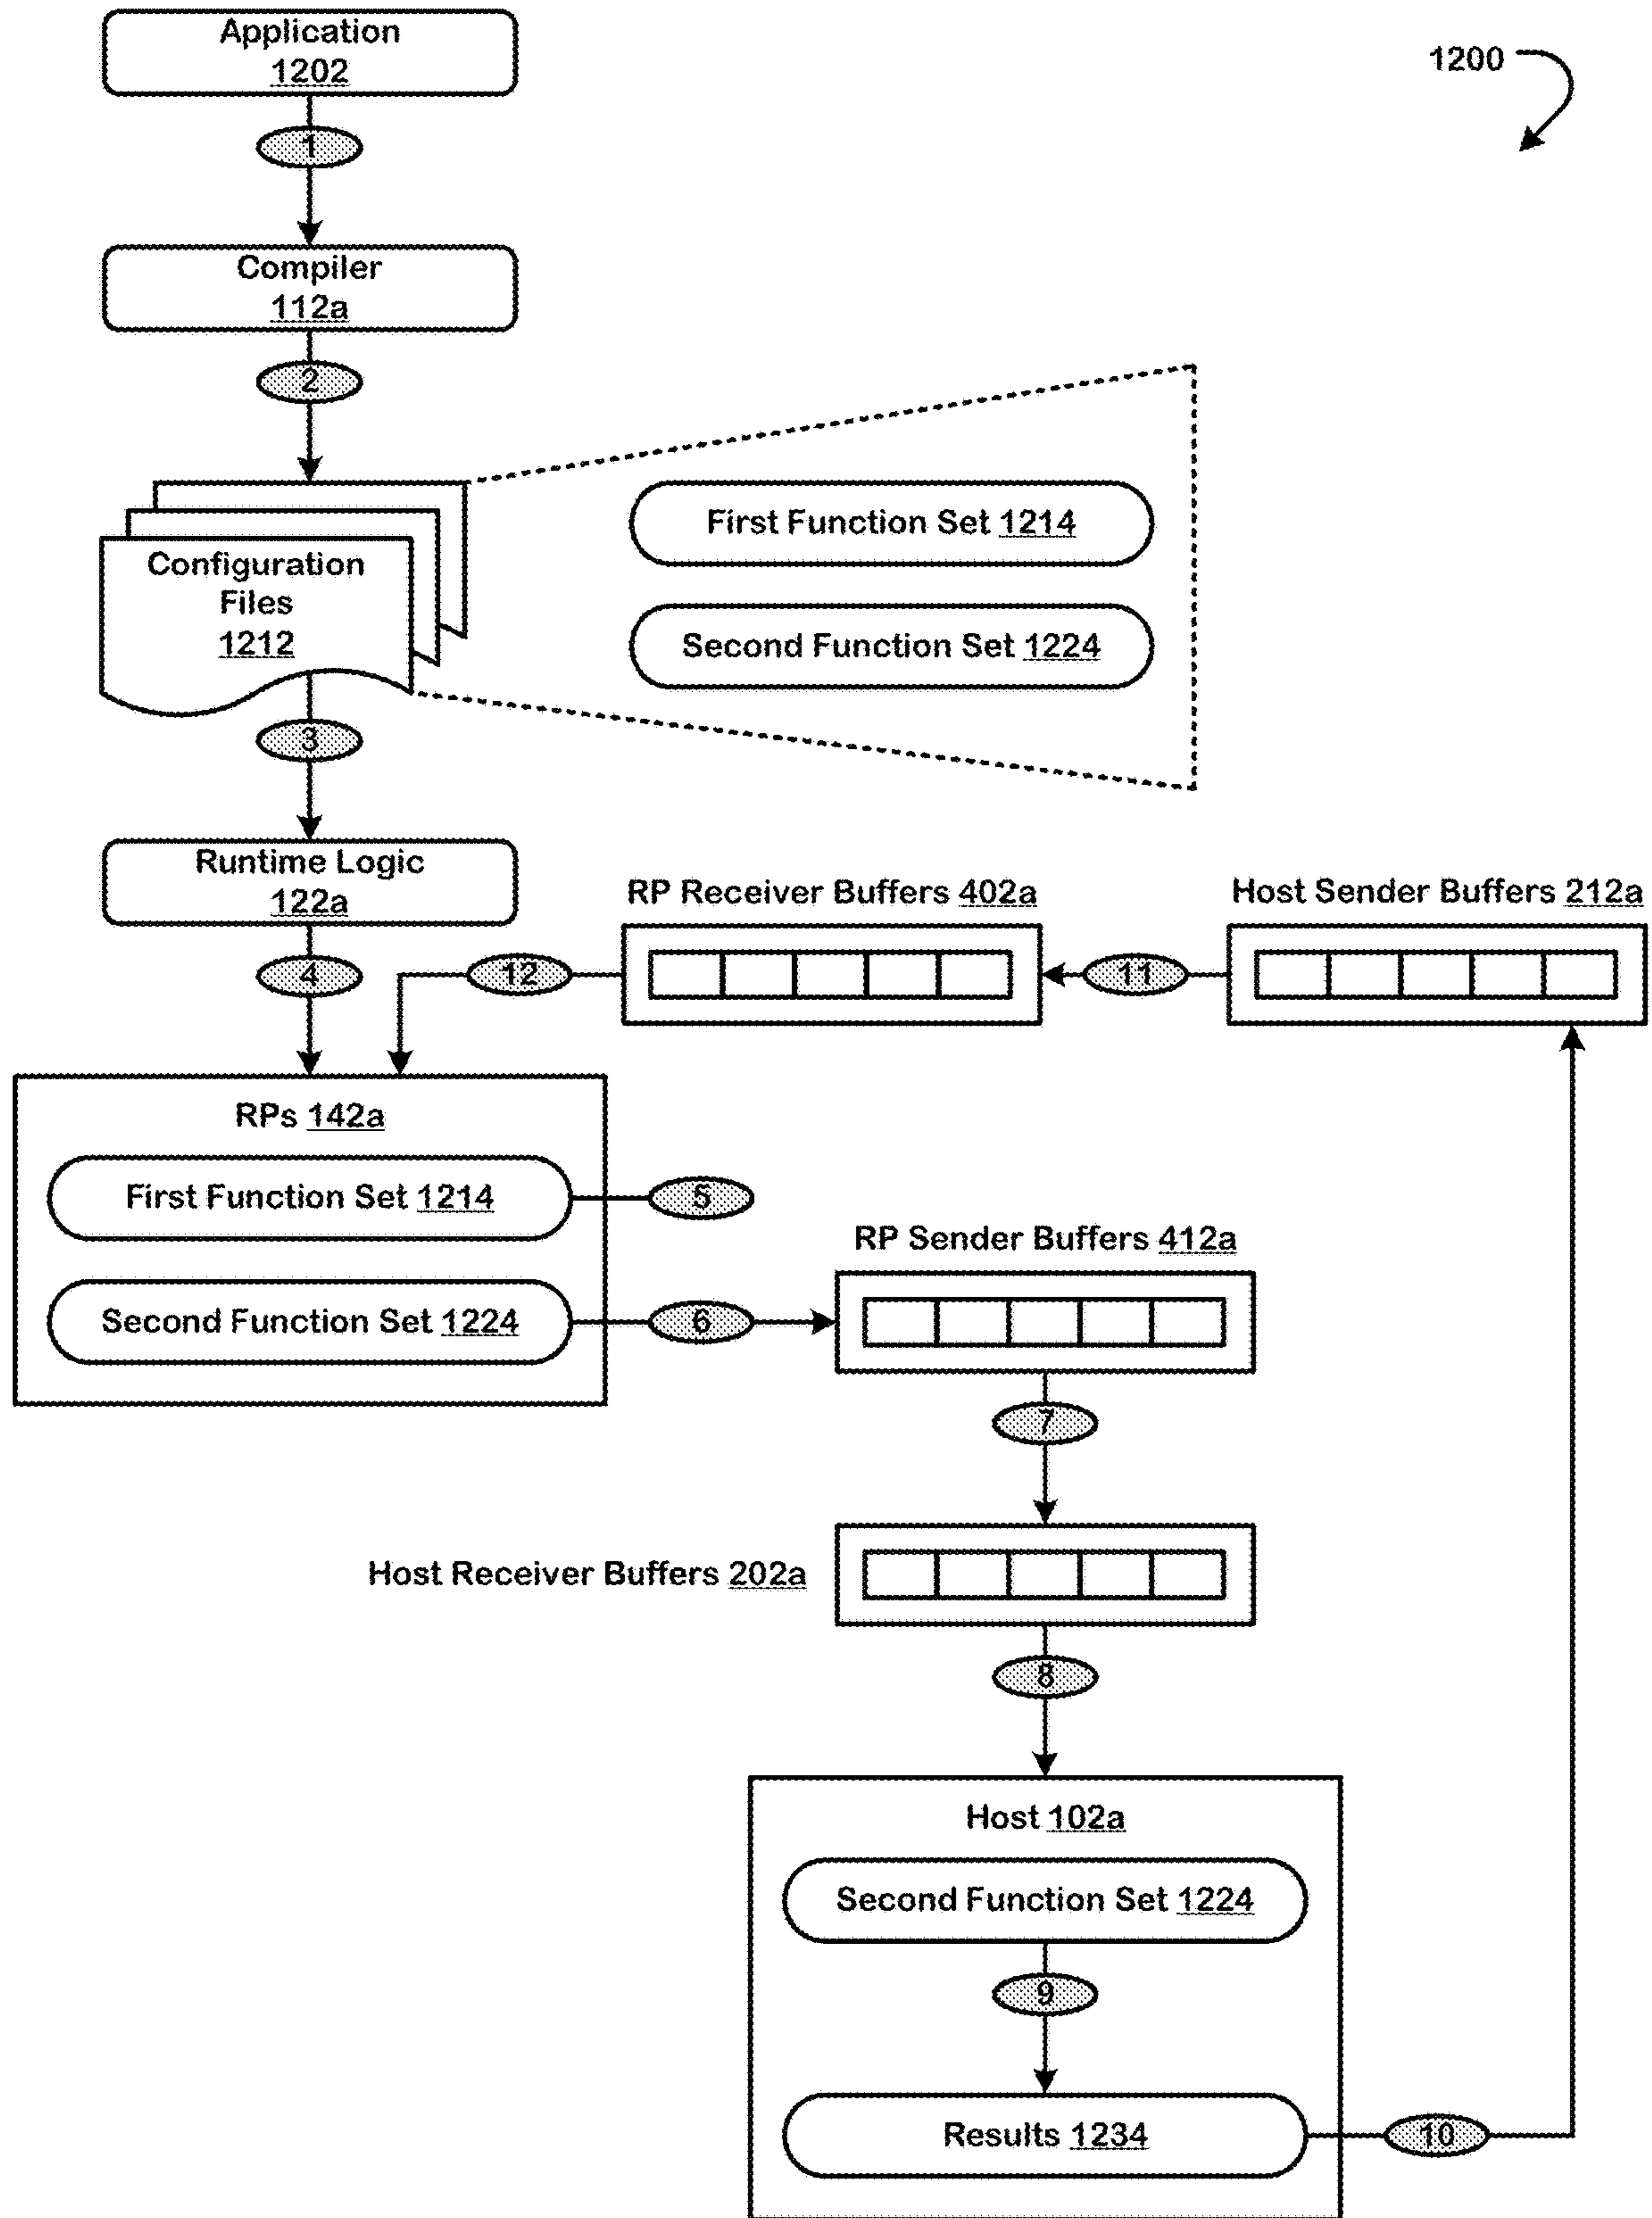 Application
1202
1200
1
Compiler
112a
2
First Function Set 1214
Configuration
Files
1212
Second Function Set 1224
3
Runtime Logic
122a
RP Receiver Buffers 402a
Host Sender Buffers 212a
4
12
11
RPs 142a
First Function Set 1214
5
RP Sender Buffers 412a
Second Function Set 1224
6
7
Host Receiver Buffers 202a
8
Host 102a
Second Function Set 1224
9
Results 1234
10